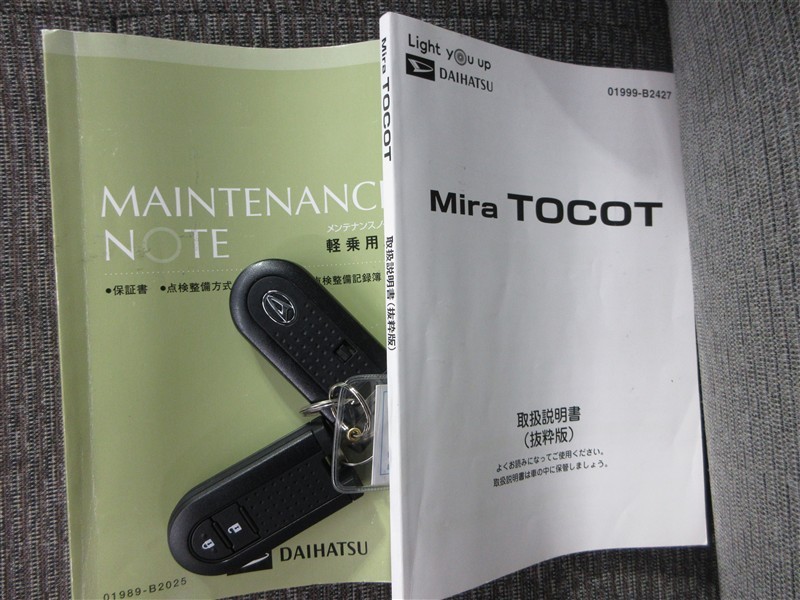 MAINTENANC
NOTE
メンテナンスノ
軽乗用
●保証書 ●点検整備方式
点検整備記録簿
DAIHATSU
01989-B2025
Mira TOCOT
取扱説明書(抜粋版)
Light you up
DAIHATSU
01999-B2427
Mira TOCOT
取扱説明書
(抜粋版)
よくお読みになってご使用ください。
取扱説明書は車の中に保管しましょう。